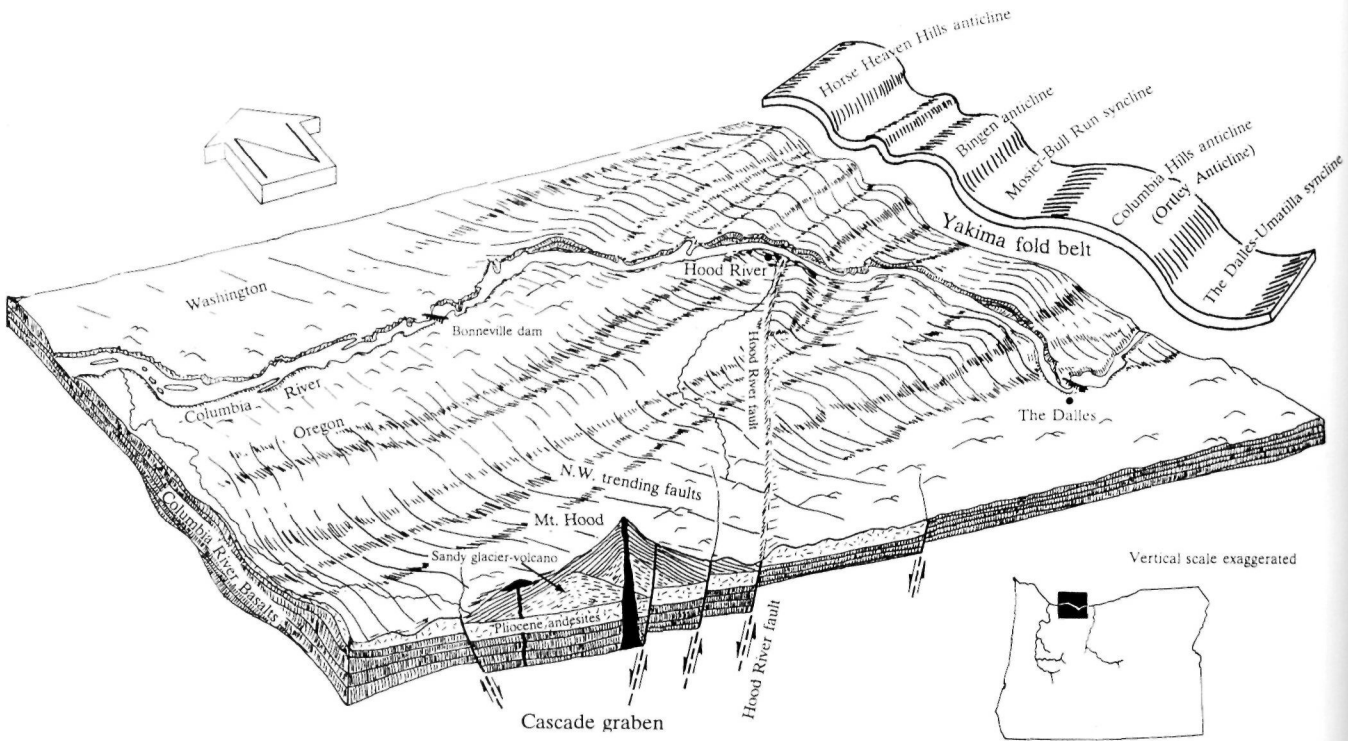 Horse Heaven Hills anticline
Bingen anticline
Mosier-Bull Run syncline
Columbia Hills anticline
(Ortley Anticline)
The Dalles-Umatilla syncline
Yakima fold belt
N
Washington
Hood River
Bonneville dam
Columbia River
Oregon
Hood River fault
The Dalles
N.W. trending faults
Mt. Hood
Sandy glacier-volcano
Columbia River Basalts
Pliocene andesites
Vertical scale exaggerated
Hood River fault
Cascade graben